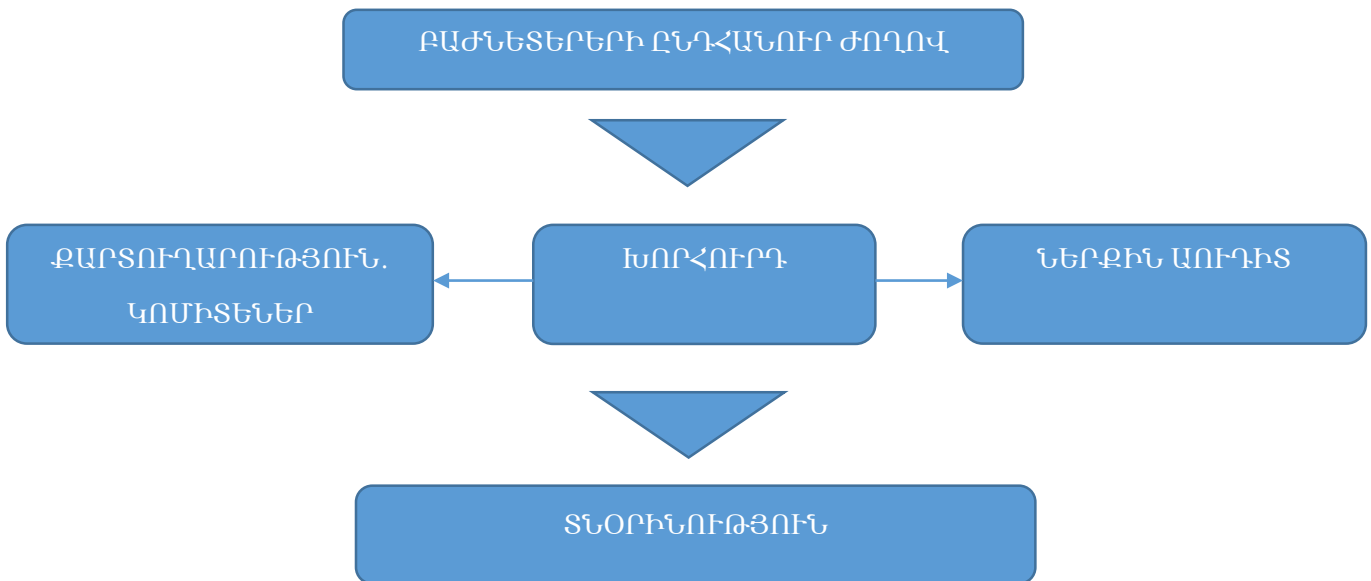 ԲԱԺՆԵՏԵՐԵՐԻ ԸՆԴՀԱՆՈՒՐ ԺՈՂՈՎ
ՔԱՐՏՈՒՂԱՐՈՒԹՅՈՒՆ.
ԿՈՄԻՏԵՆԵՐ
ԽՈՐՀՈՒՐԴ
ՆԵՐՔԻՆ ԱՈՒԴԻՏ
ՏՆՕՐԻՆՈՒԹՅՈՒՆ